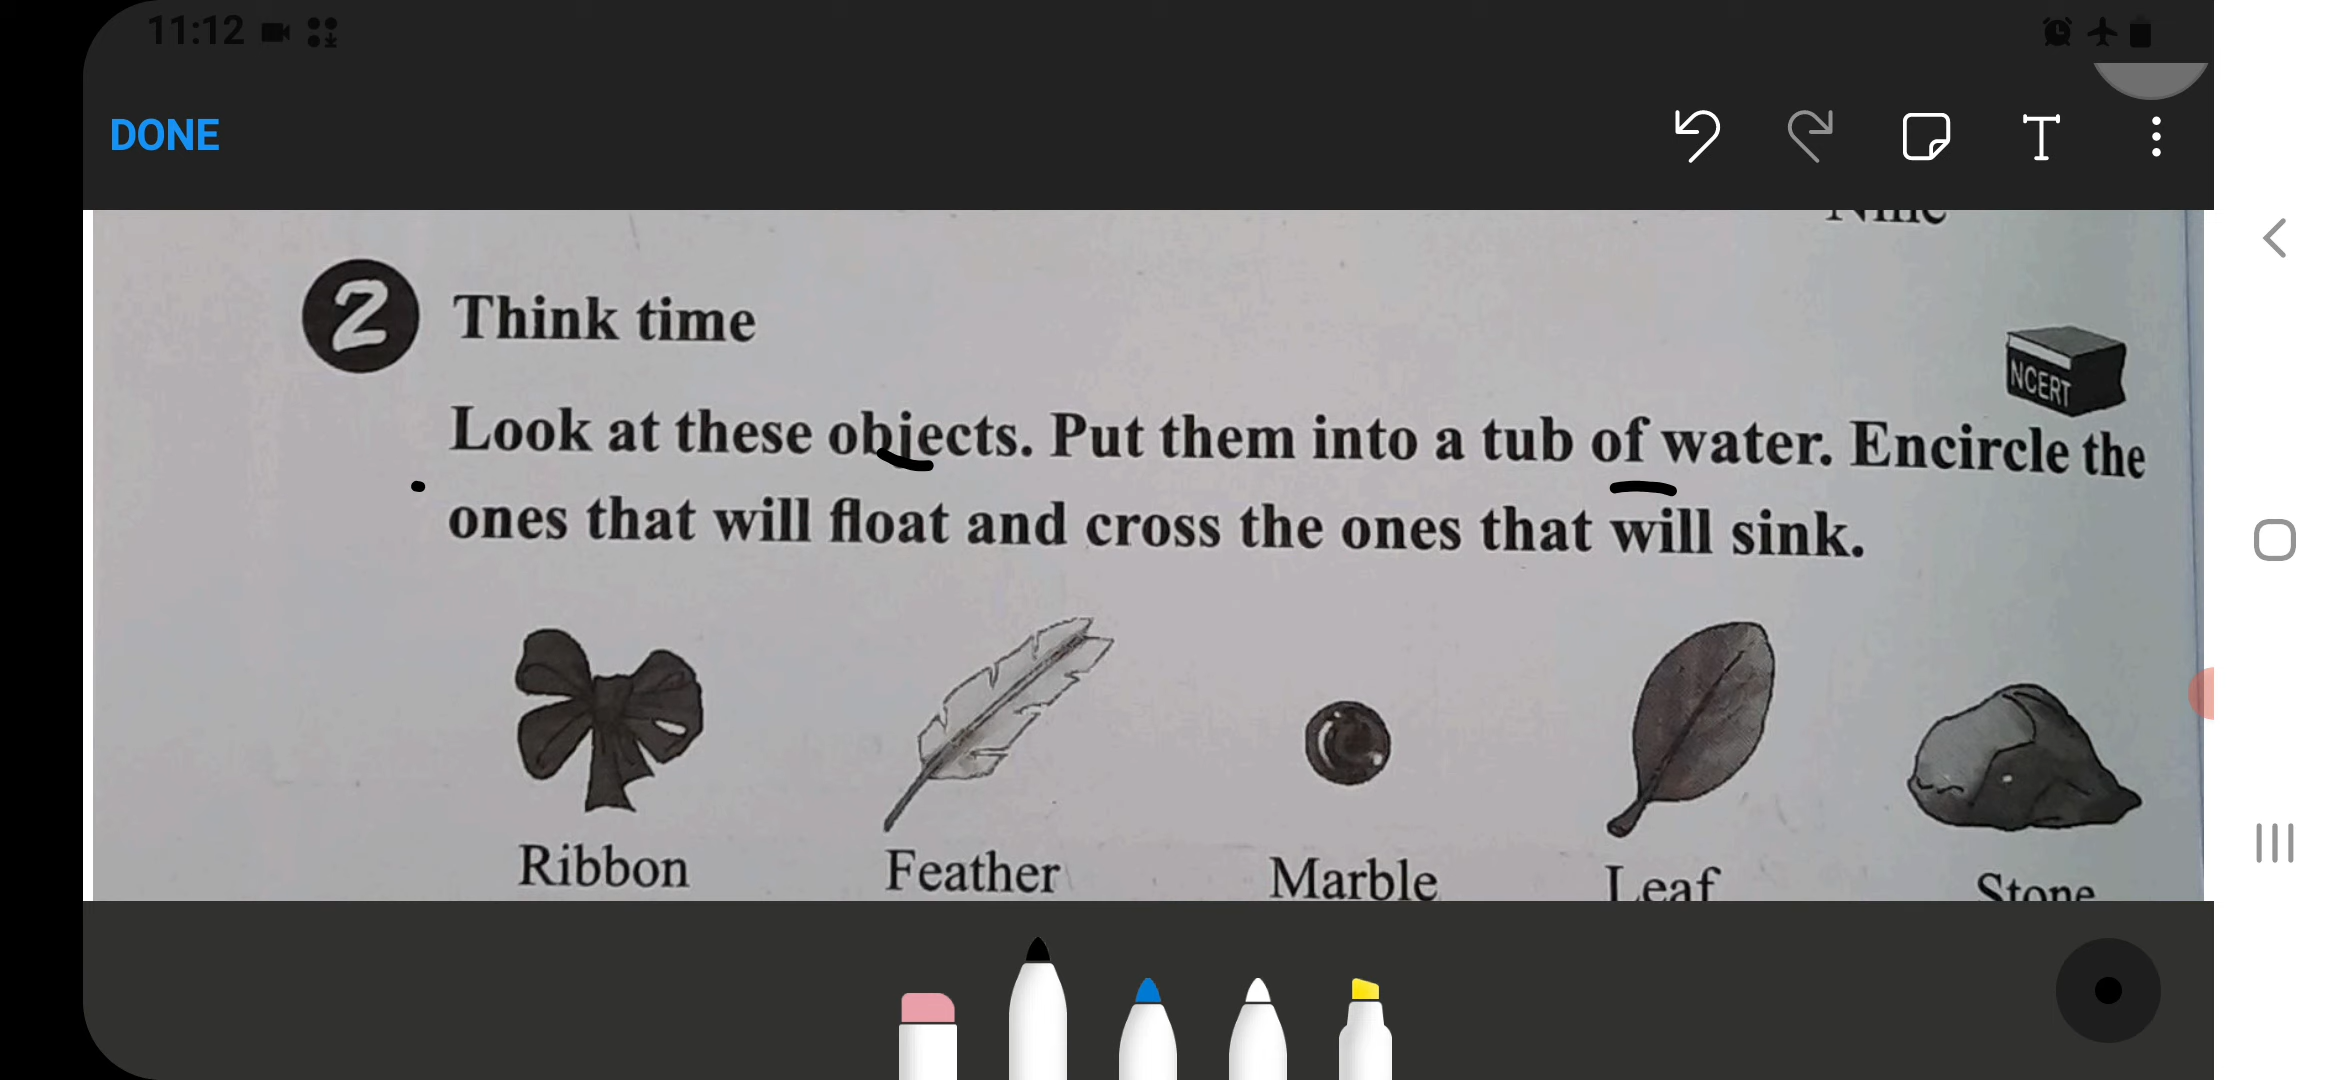 11:12
DONE
2 Think time
NCERT
Look at these objects. Put them into a tub of water. Encircle the
ones that will float and cross the ones that will sink.
Ribbon Feather Marble Leaf Stone